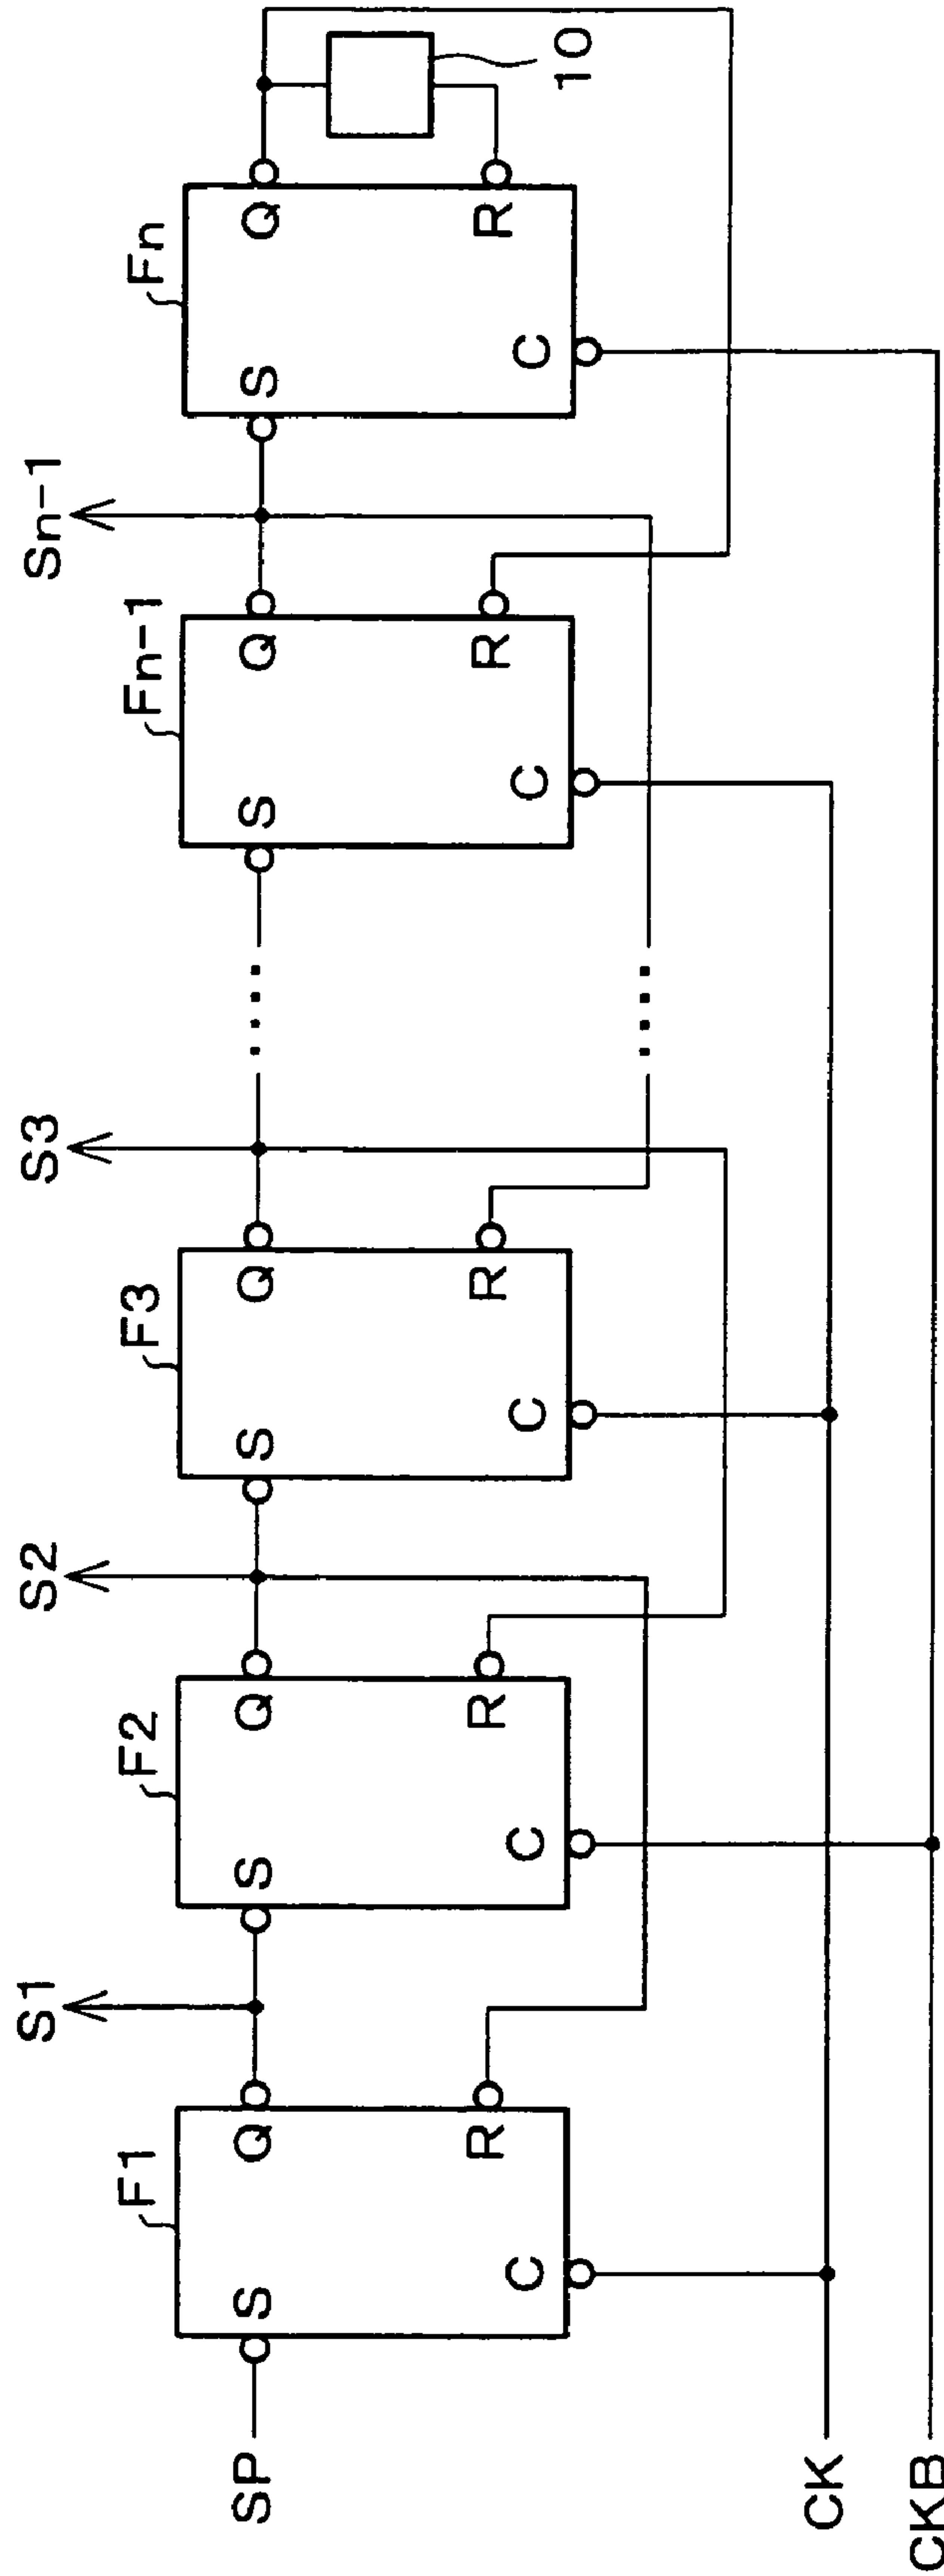 S1 S2 S3 Sn-1
F1 F2 F3 Fn-1 Fn
10
SP S Q S Q S Q S Q S Q
C R C R C R C R C R
CK
CKB